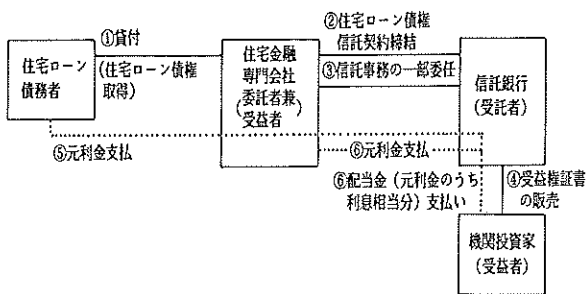 ①貸付
(住宅ローン債権
取得)
住宅ローン
債務者
住宅金融
専門会社
(委託者兼
受益者)
②住宅ローン債権
信託契約締結
③信託事務の一部委任
信託銀行
(受託者)
⑤元利金支払
⑥元利金支払
⑥配当金(元利金のうち
利息相当分)支払い
④受益権証書
の販売
機関投資家
(受益者)